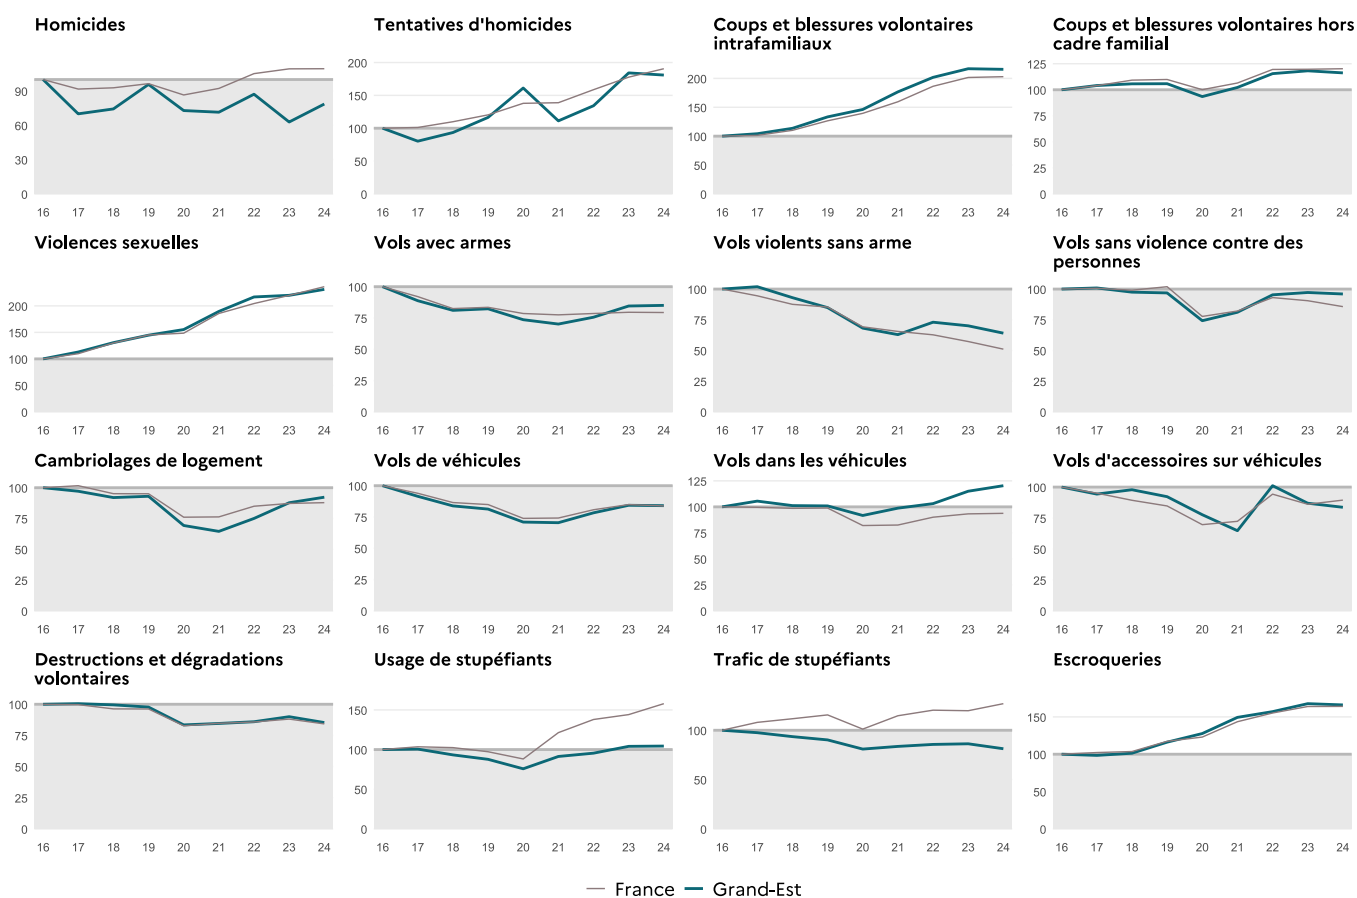 Homicides
Tentatives d'homicides
Coups et blessures volontaires
intrafamiliaux
Coups et blessures volontaires hors
cadre familial
90
60
30
0
16 17 18 19 20 21 22 23 24
200
150
100
50
0
16 17 18 19 20 21 22 23 24
200
150
100
50
0
16 17 18 19 20 21 22 23 24
125
100
75
50
25
0
16 17 18 19 20 21 22 23 24
Violences sexuelles
Vols avec armes
Vols violents sans arme
Vols sans violence contre des
personnes
200
150
100
50
0
16 17 18 19 20 21 22 23 24
100
75
50
25
0
16 17 18 19 20 21 22 23 24
100
75
50
25
0
16 17 18 19 20 21 22 23 24
100
75
50
25
0
16 17 18 19 20 21 22 23 24
Cambriolages de logement
Vols de véhicules
Vols dans les véhicules
Vols d'accessoires sur véhicules
100
75
50
25
0
16 17 18 19 20 21 22 23 24
100
75
50
25
0
16 17 18 19 20 21 22 23 24
125
100
75
50
25
0
16 17 18 19 20 21 22 23 24
100
75
50
25
0
16 17 18 19 20 21 22 23 24
Destructions et dégradations
volontaires
Usage de stupéfiants
Trafic de stupéfiants
Escroqueries
100
75
50
25
0
16 17 18 19 20 21 22 23 24
150
100
50
0
16 17 18 19 20 21 22 23 24
100
50
0
16 17 18 19 20 21 22 23 24
150
100
50
0
16 17 18 19 20 21 22 23 24
France Grand-Est